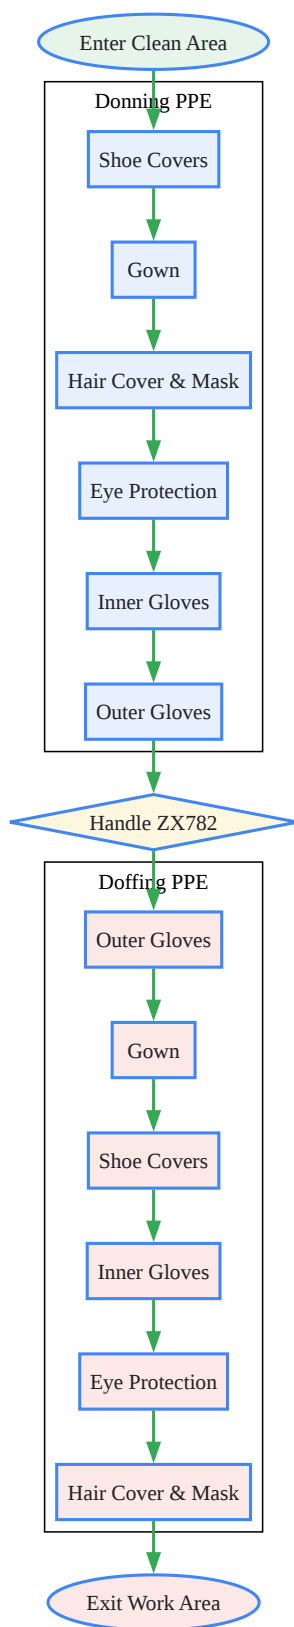 Enter Clean Area
Donning PPE
Shoe Covers
Gown
Hair Cover & Mask
Eye Protection
Inner Gloves
Outer Gloves
Handle ZX782
Doffing PPE
Outer Gloves
Gown
Shoe Covers
Inner Gloves
Eye Protection
Hair Cover & Mask
Exit Work Area